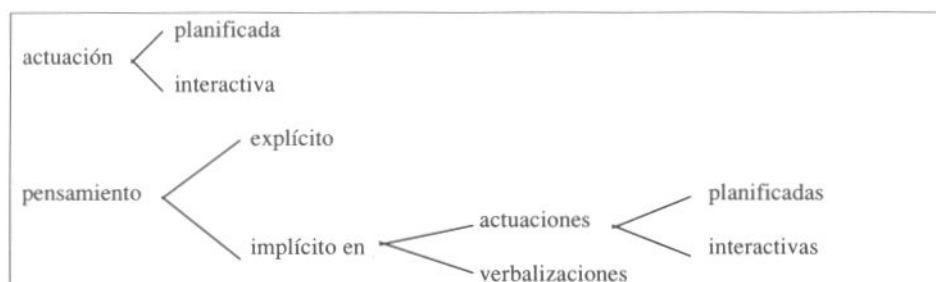 planificada
actuación
interactiva
explícito
pensamiento
planificadas
actuaciones
implícito en
interactivas
verbalizaciones